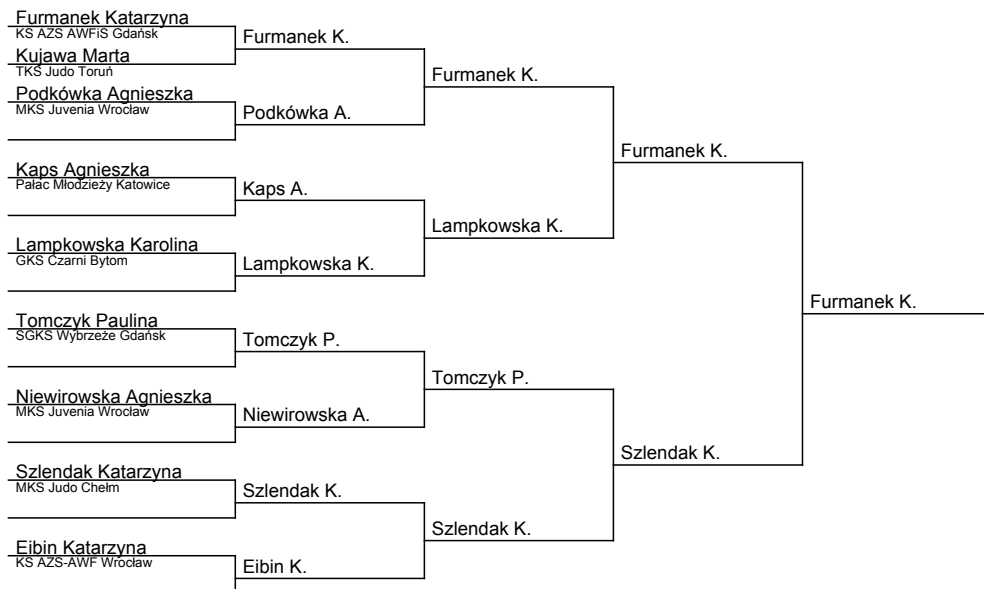 Furmanek Katarzyna
KS AZS AWFiS Gdańsk
Kujawa Marta
TKS Judo Toruń
Podkówka Agnieszka
MKS Juvenia Wrocław
Kaps Agnieszka
Pałac Młodzieży Katowice
Lampkowska Karolina
GKS Czarni Bytom
Tomczyk Paulina
SGKS Wybrzeże Gdańsk
Niewirowska Agnieszka
MKS Juvenia Wrocław
Szlendak Katarzyna
MKS Judo Chełm
Eibin Katarzyna
KS AZS-AWF Wrocław
Furmanek K.
Podkówka A.
Kaps A.
Lampkowska K.
Tomczyk P.
Niewirowska A.
Szlendak K.
Eibin K.
Furmanek K.
Lampkowska K.
Tomczyk P.
Szlendak K.
Furmanek K.
Szlendak K.
Furmanek K.